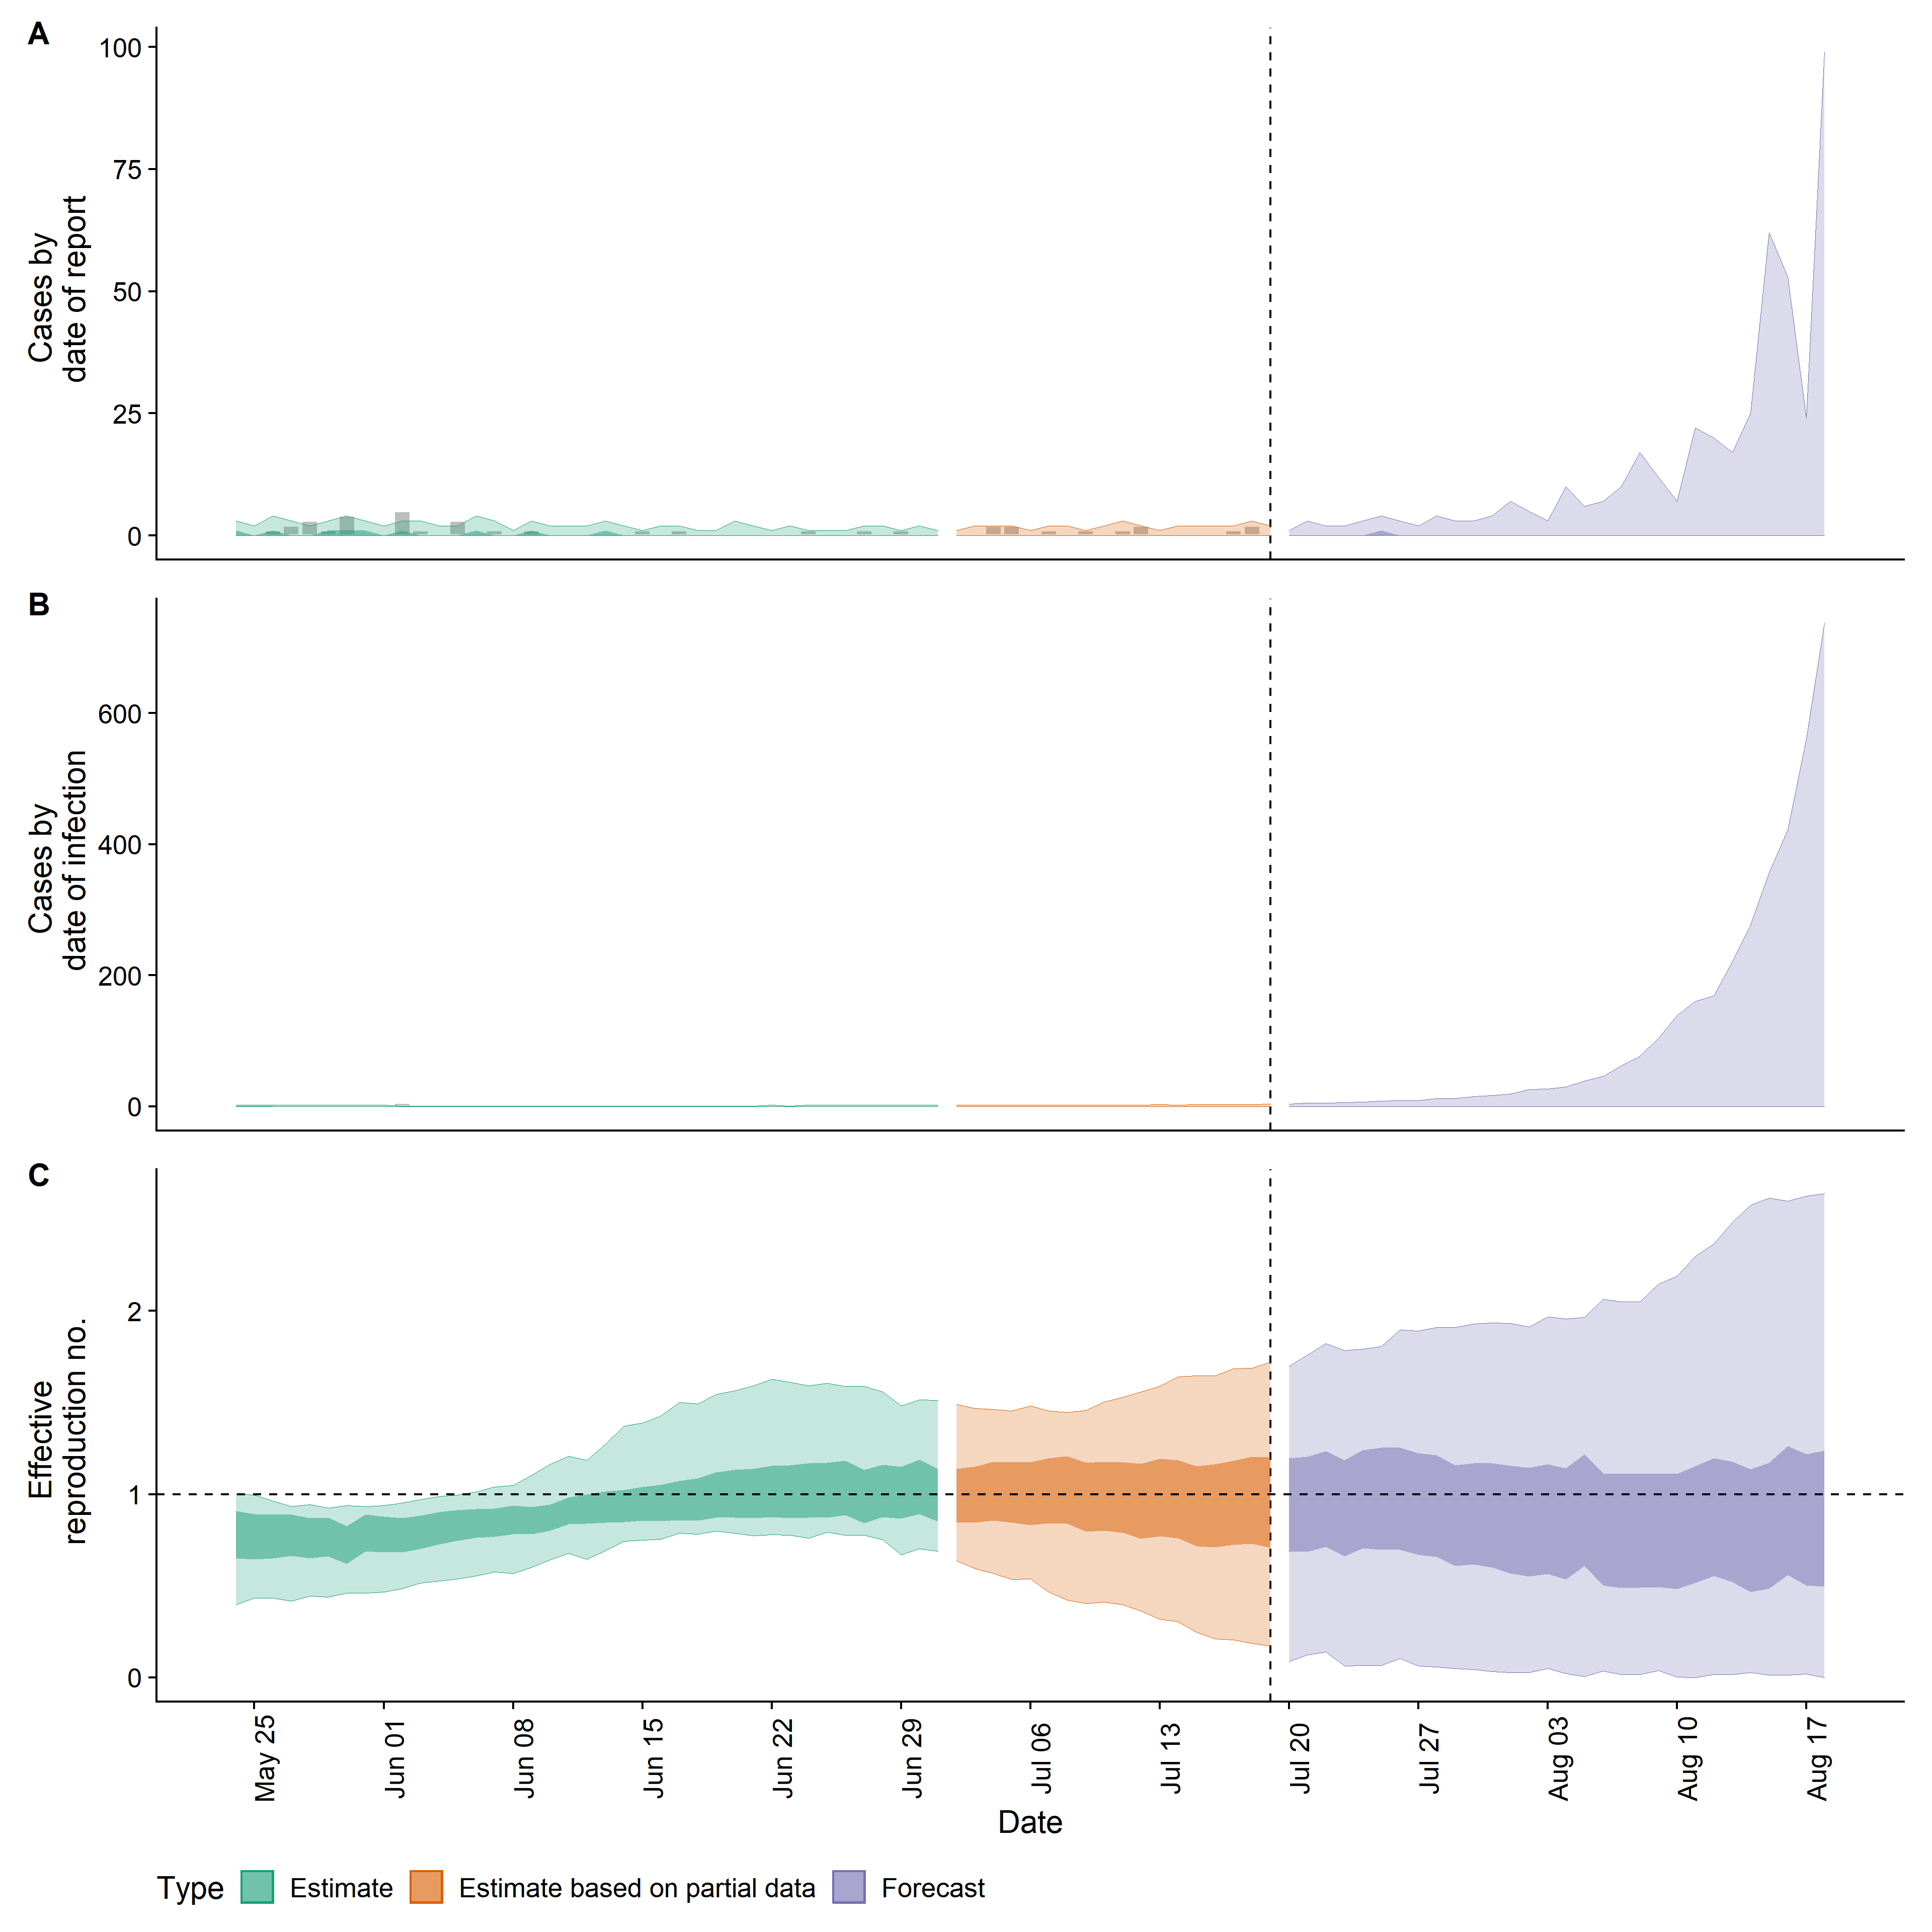 A
Cases by
date of report
100
75
50
25
0
B
Cases by
date of infection
600
400
200
0
C
Effective
reproduction no.
2
1
0
May 25
Jun 01
Jun 08
Jun 15
Jun 22
Jun 29
Jul 06
Jul 13
Jul 20
Jul 27
Aug 03
Aug 10
Aug 17
Date
Type Estimate Estimate based on partial data Forecast